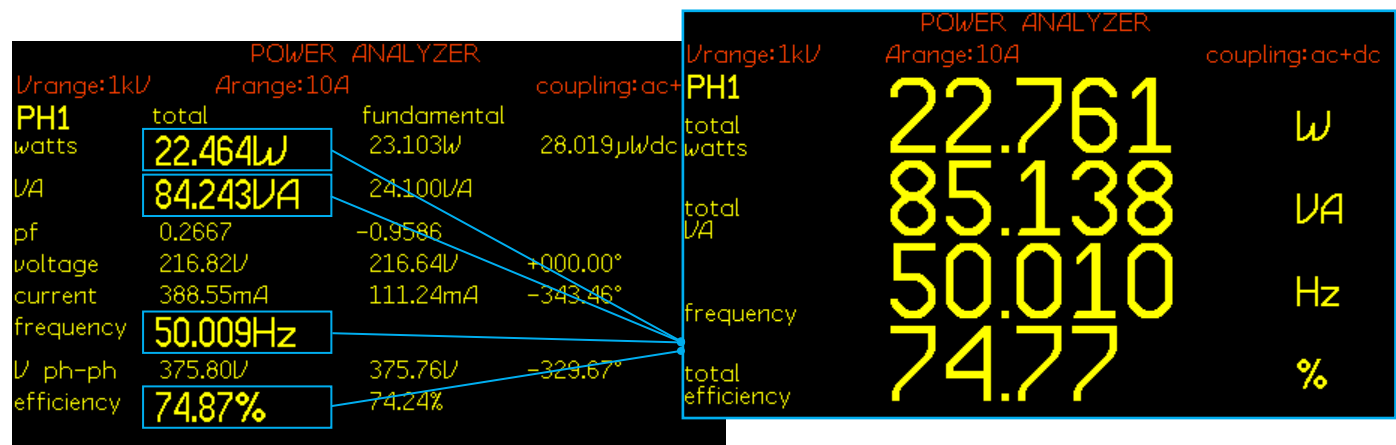 POWER ANALYZER
Vrange:1kV Arange:10A coupling:ac+
PH1 total fundamental
watts 22.464W 23.103W 28.019µWdc
VA 84.243VA 24.100VA
pf 0.2667 -0.9586
voltage 216.82V 216.64V +000.00°
current 388.55mA 111.24mA -343.46°
frequency 50.009Hz
V ph-ph 375.80V 375.76V -329.67°
efficiency 74.87% 74.24%
POWER ANALYZER
Vrange:1kV Arange:10A coupling:ac+dc
PH1
total
watts 22.761 W
total
VA 85.138 VA
frequency 50.010 Hz
total
efficiency 74.77 %